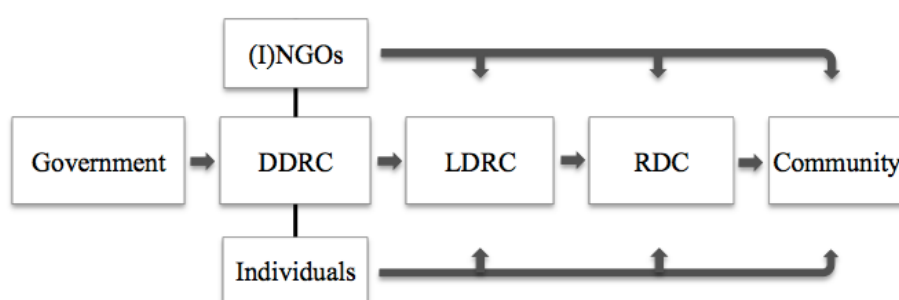 (I)NGOs
Government
DDRC
LDRC
RDC
Community
Individuals